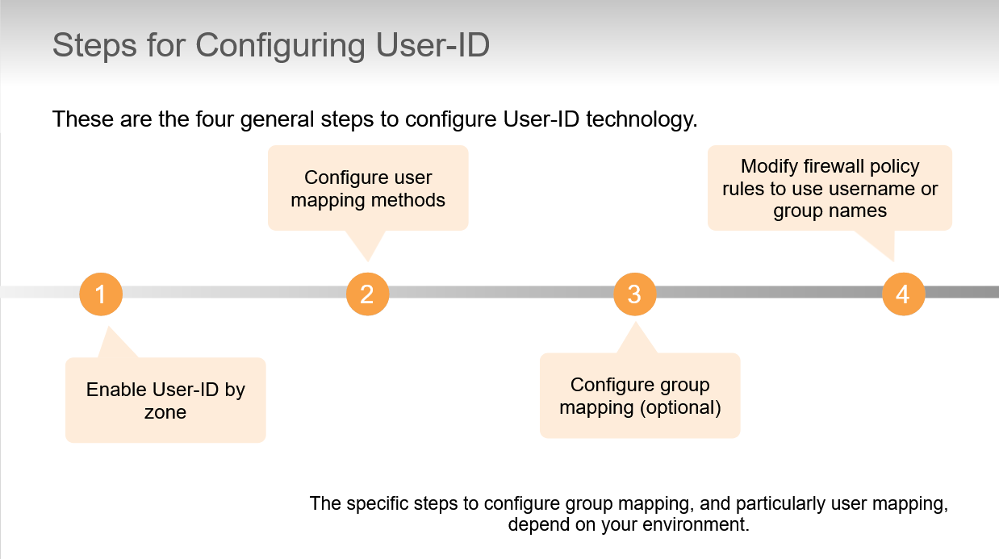 Steps for Configuring User-ID
These are the four general steps to configure User-ID technology.
Configure user
mapping methods
Modify firewall policy
rules to use username or
group names
1
2
3
4
Enable User-ID by
zone
Configure group
mapping (optional)
The specific steps to configure group mapping, and particularly user mapping,
depend on your environment.